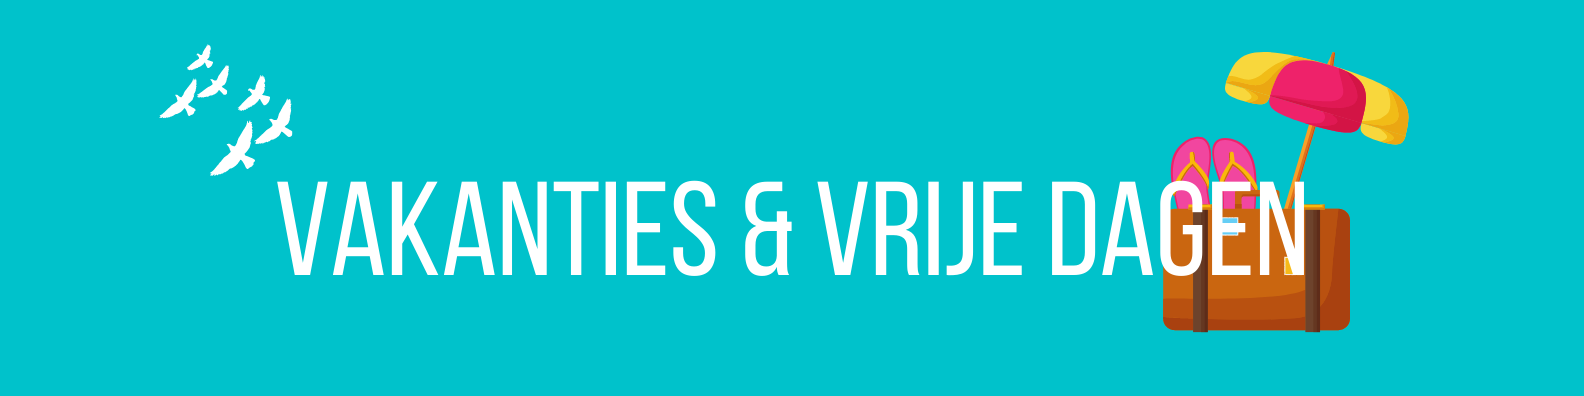 VAKANTIES & VRIJE DAGEN